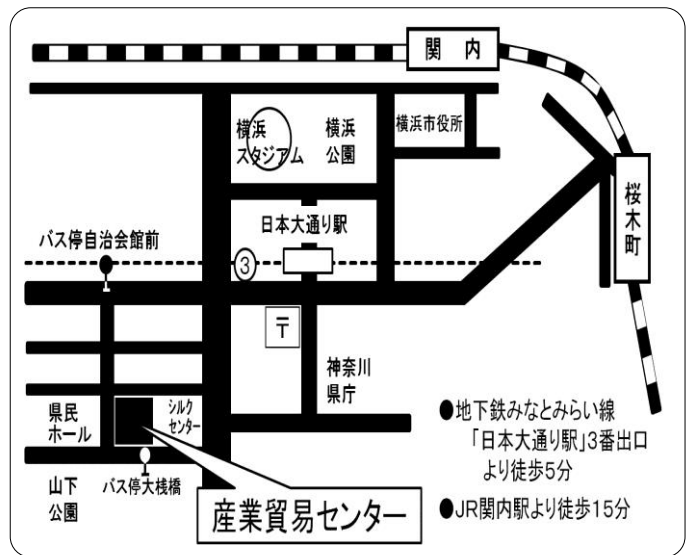 関内
横浜
スタジアム
横浜
公園
横浜市役所
桜木町
日本大通り駅
バス停自治会館前
③
〒
神奈川
県庁
県民
ホール
シルク
センター
山下
公園
バス停大桟橋
産業貿易センター
●地下鉄みなとみらい線
「日本大通り駅」3番出口
より徒歩5分
●JR関内駅より徒歩15分